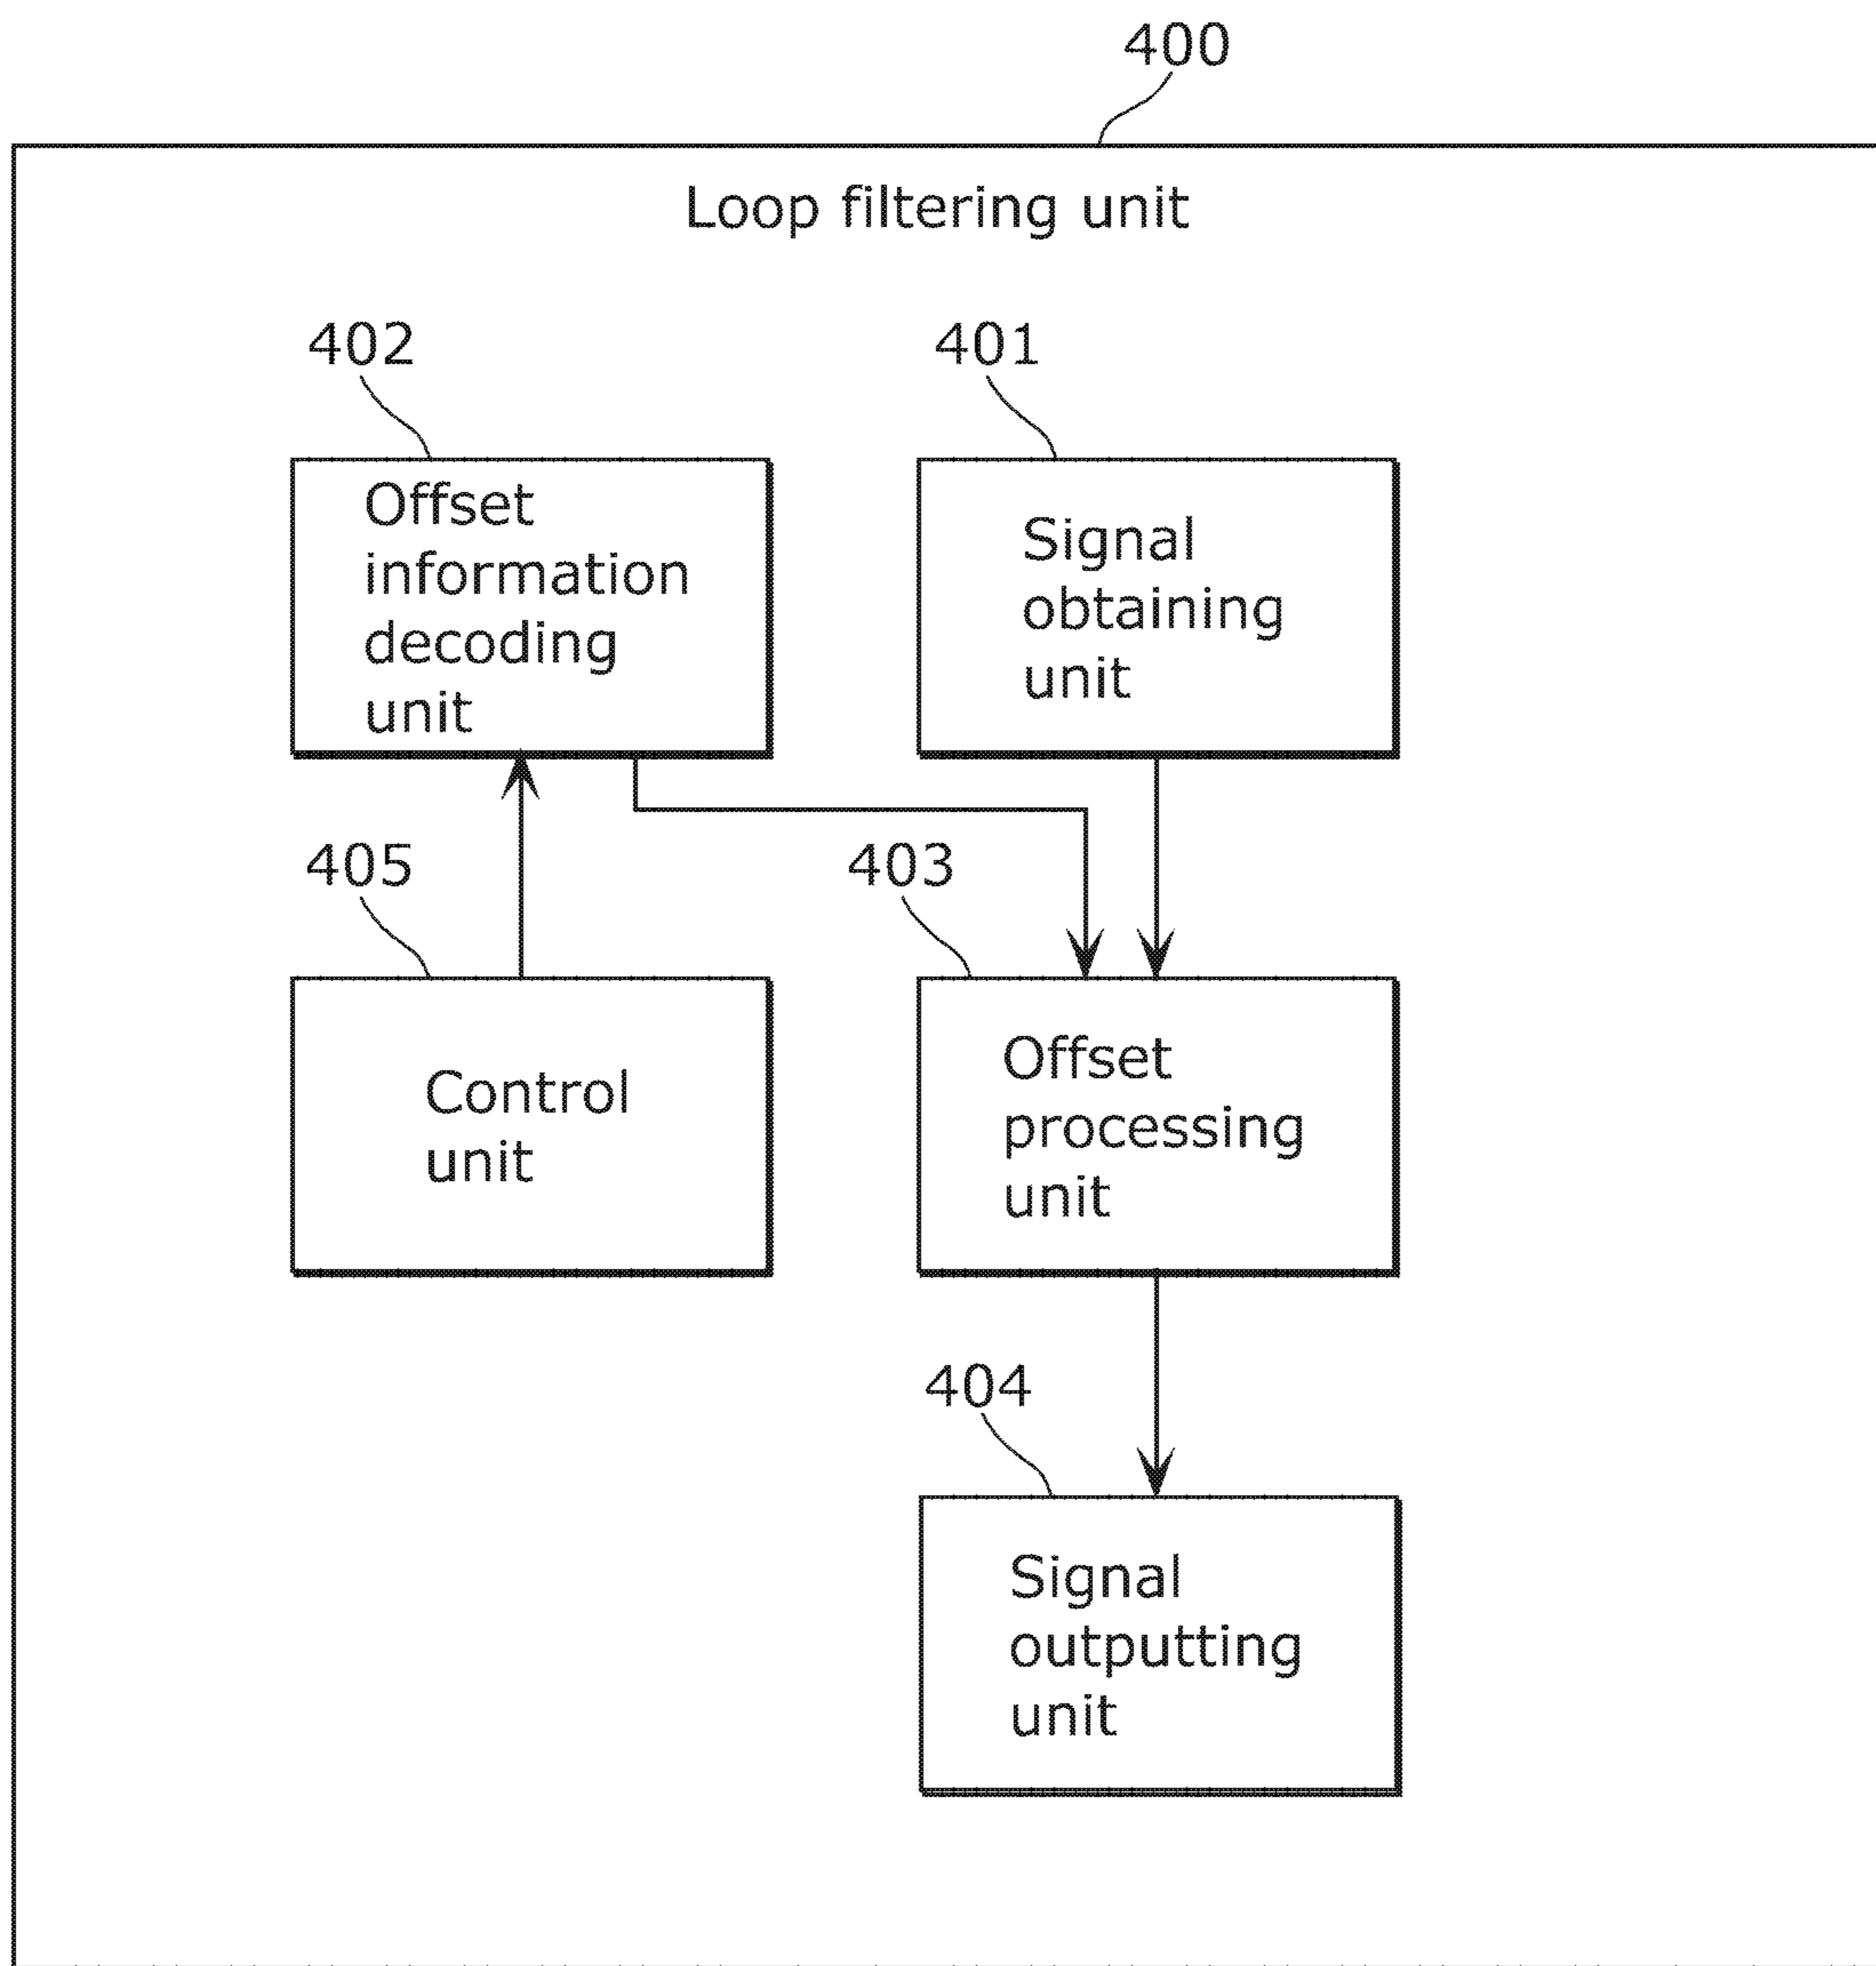 400
Loop filtering unit
402
401
Offset
information
decoding
unit
Signal
obtaining
unit
405
403
Control
unit
Offset
processing
unit
404
Signal
outputting
unit